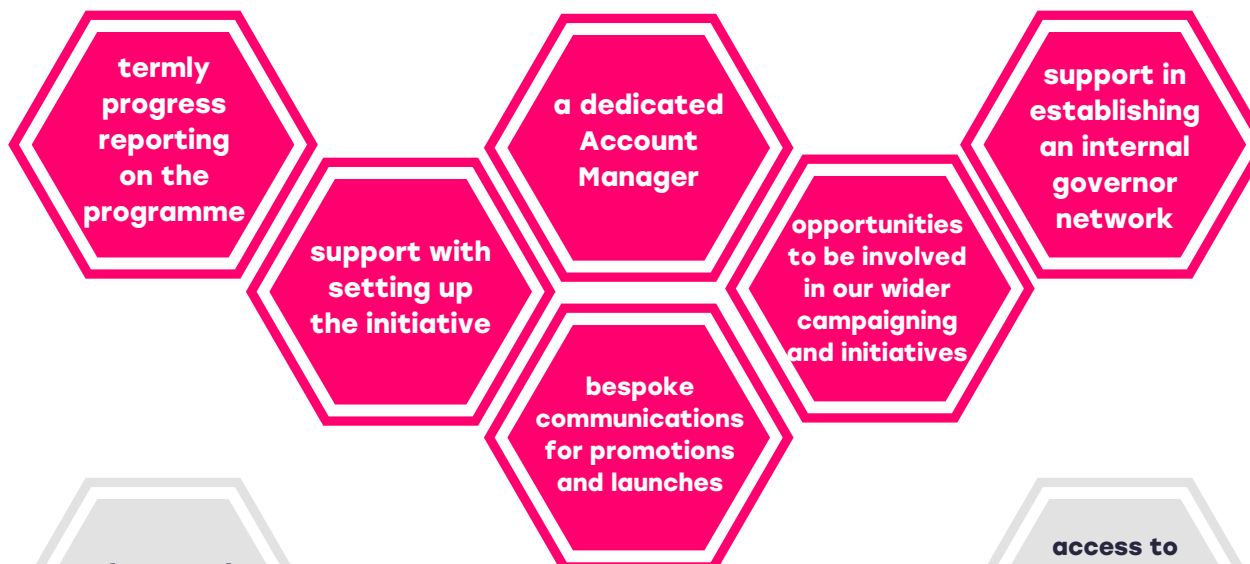 termly
progress
reporting
on the
programme
support with
setting up
the initiative
a dedicated
Account
Manager
bespoke
communications
for promotions
and launches
opportunities
to be involved
in our wider
campaigning
and initiatives
support in
establishing
an internal
governor
network
access to